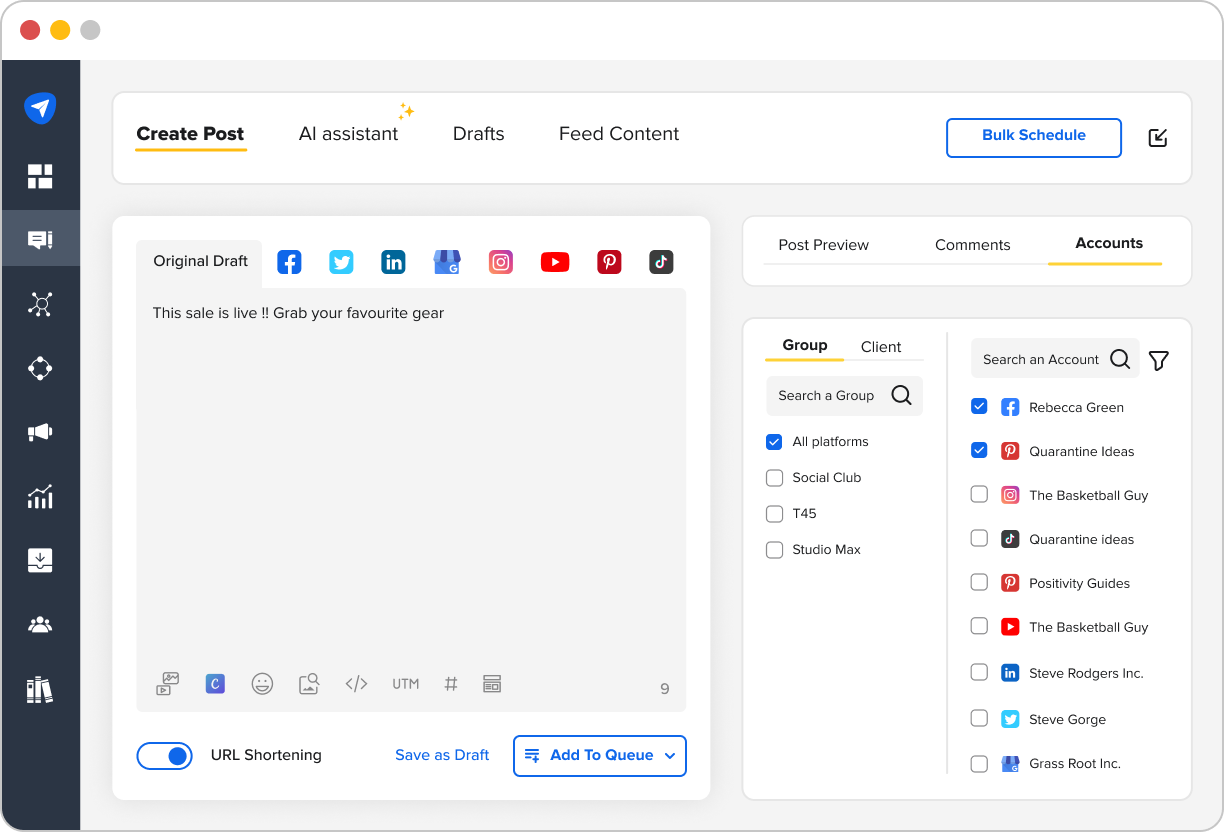 Create Post
AI assistant
Drafts
Feed Content
Bulk Schedule
Original Draft
This sale is live !! Grab your favourite gear
UTM
#
9
URL Shortening
Save as Draft
Add To Queue
Post Preview
Comments
Accounts
Group
Client
Search a Group
All platforms
Social Club
T45
Studio Max
Search an Account
Rebecca Green
Quarantine Ideas
The Basketball Guy
Quarantine ideas
Positivity Guides
The Basketball Guy
Steve Rodgers Inc.
Steve Gorge
Grass Root Inc.